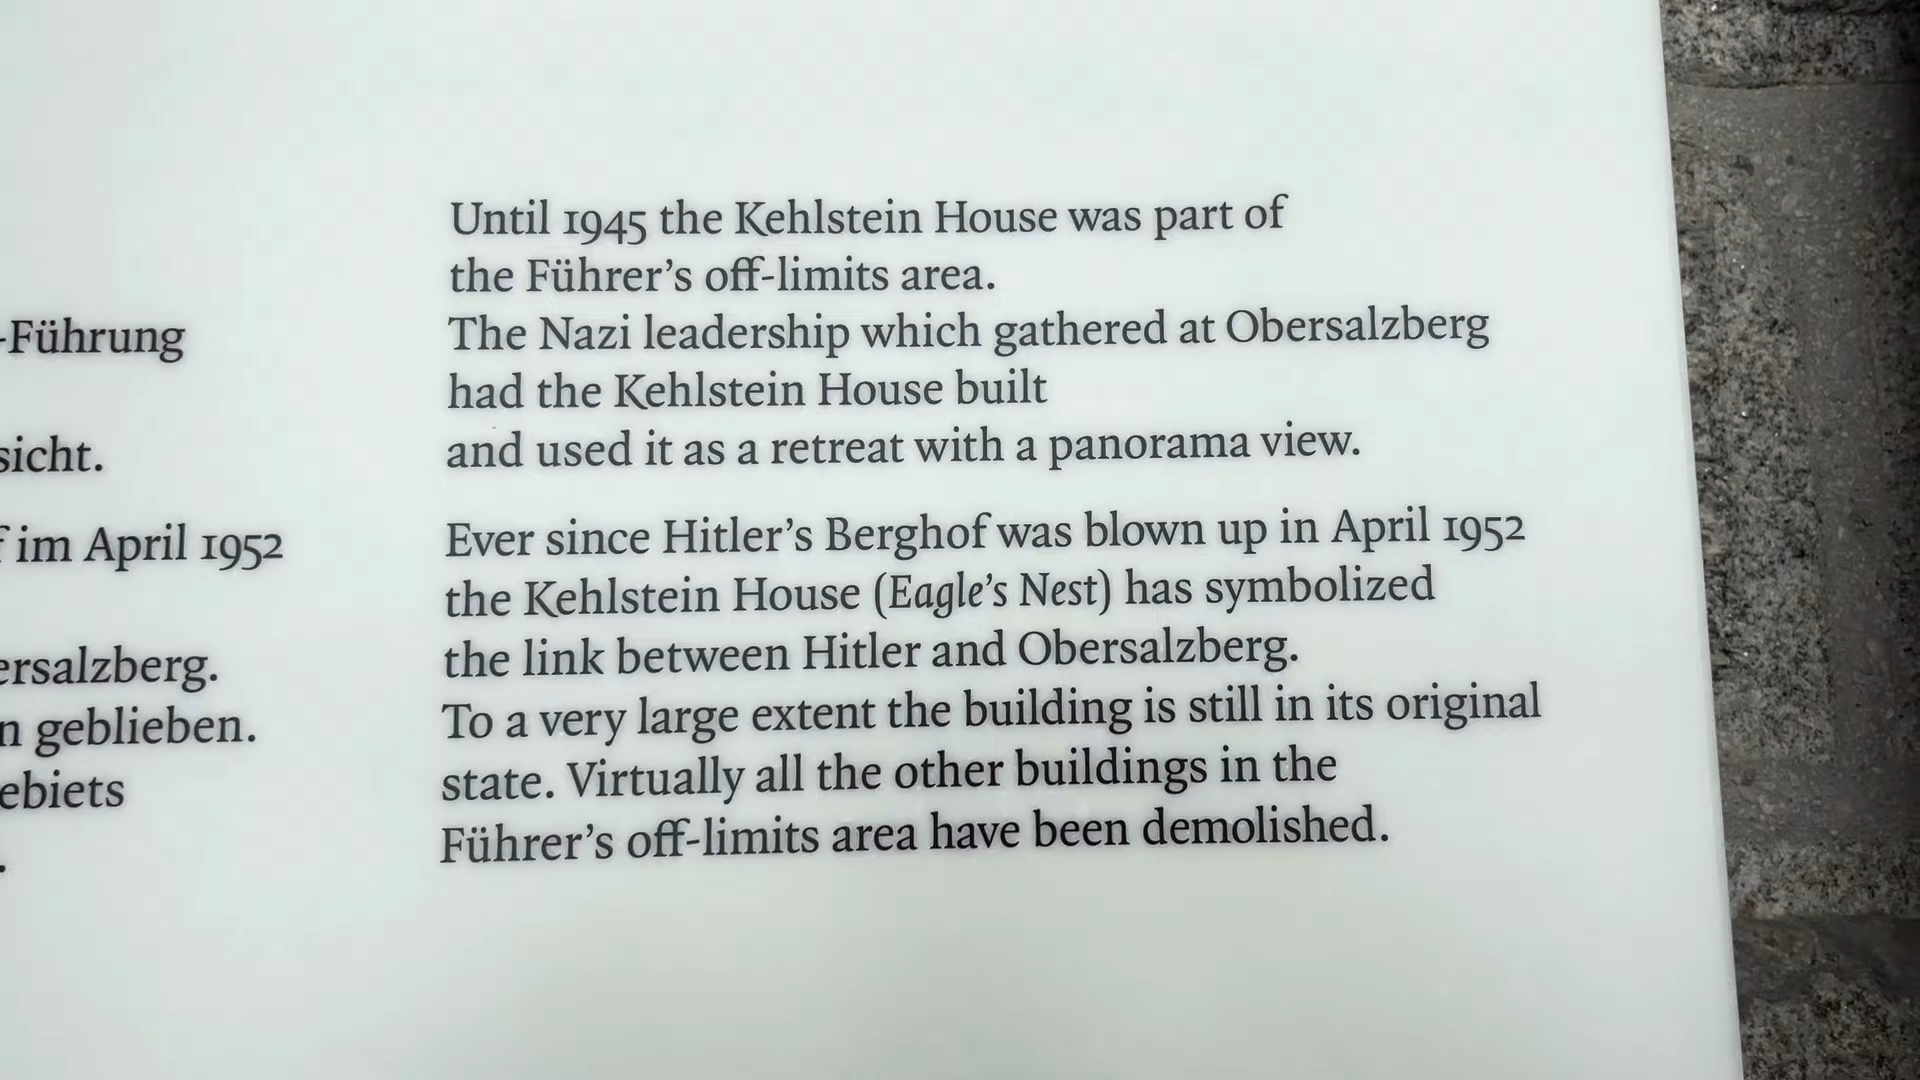 -Führung
sicht.
f im April 1952
ersalzberg.
n geblieben.
ebiets
.
Until 1945 the Kehlstein House was part of
the Führer’s off-limits area.
The Nazi leadership which gathered at Obersalzberg
had the Kehlstein House built
and used it as a retreat with a panorama view.
Ever since Hitler’s Berghof was blown up in April 1952
the Kehlstein House (Eagle’s Nest) has symbolized
the link between Hitler and Obersalzberg.
To a very large extent the building is still in its original
state. Virtually all the other buildings in the
Führer’s off-limits area have been demolished.